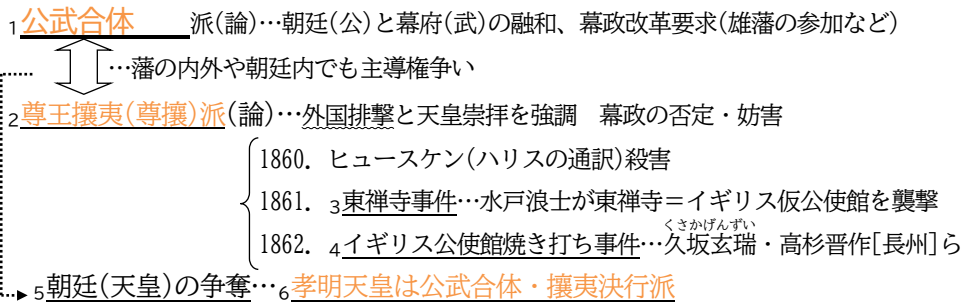 1公武合体 派(論)…朝廷(公)と幕府(武)の融和、幕政改革要求(雄藩の参加など)
…藩の内外や朝廷内でも主導権争い
2尊王攘夷(尊攘)派(論)…外国排撃と天皇崇拝を強調 幕政の否定・妨害
1860. ヒュースケン(ハリスの通訳)殺害
1861. 3東禅寺事件…水戸浪士が東禅寺＝イギリス仮公使館を襲撃
くさかげんずい
1862. 4イギリス公使館焼き打ち事件…久坂玄瑞・高杉晋作[長州]ら
5朝廷(天皇)の争奪…6孝明天皇は公武合体・攘夷決行派